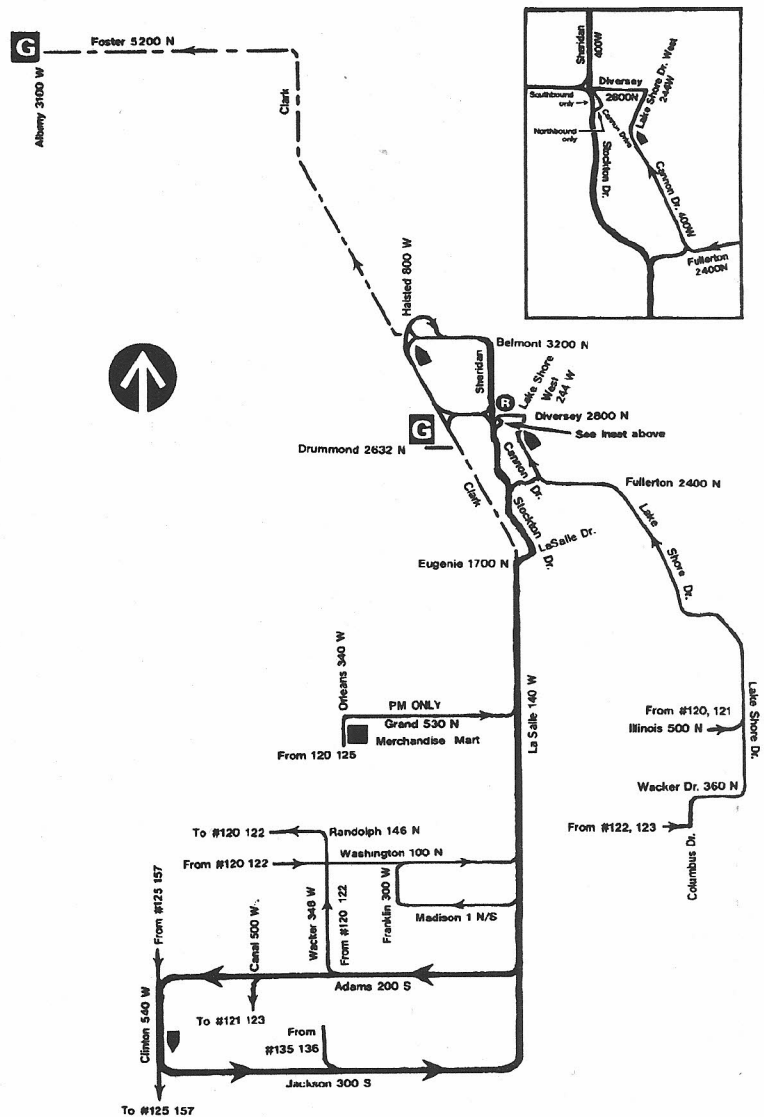 G
Foster 5200 N
Albany 3100 W
Clark
Sheridan
400W
Diversey
2800N
Lake Shore Dr. West
244W
Southbound
only
Cannon Drive
Northbound
only
Stockton Dr.
Cannon Dr. 400W
Fullerton
2400N
Halsted 800 W
Belmont 3200 N
Sheridan
R
Lake Shore
West
244 W
Diversey 2800 N
See Inset above
G
Drummond 2632 N
Cannon
Dr.
Clark
Stockton
Dr.
Fullerton 2400 N
Lake
Shore
Dr.
LaSalle Dr.
Eugenie 1700 N
Orleans 340 W
PM ONLY
Grand 530 N
Merchandise Mart
From 120 125
La Salle 140 W
From #120, 121
Illinois 500 N
Lake Shore Dr.
Wacker Dr. 360 N
From #122, 123
Columbus Dr.
To #120 122
Randolph 146 N
From #120 122
Washington 100 N
From #125 157
Canal 500 W
Wacker 348 W
From #120 122
Franklin 300 W
Madison 1 N/S
Adams 200 S
Clinton 540 W
To #121 123
From
#135 136
Jackson 300 S
To #125 157